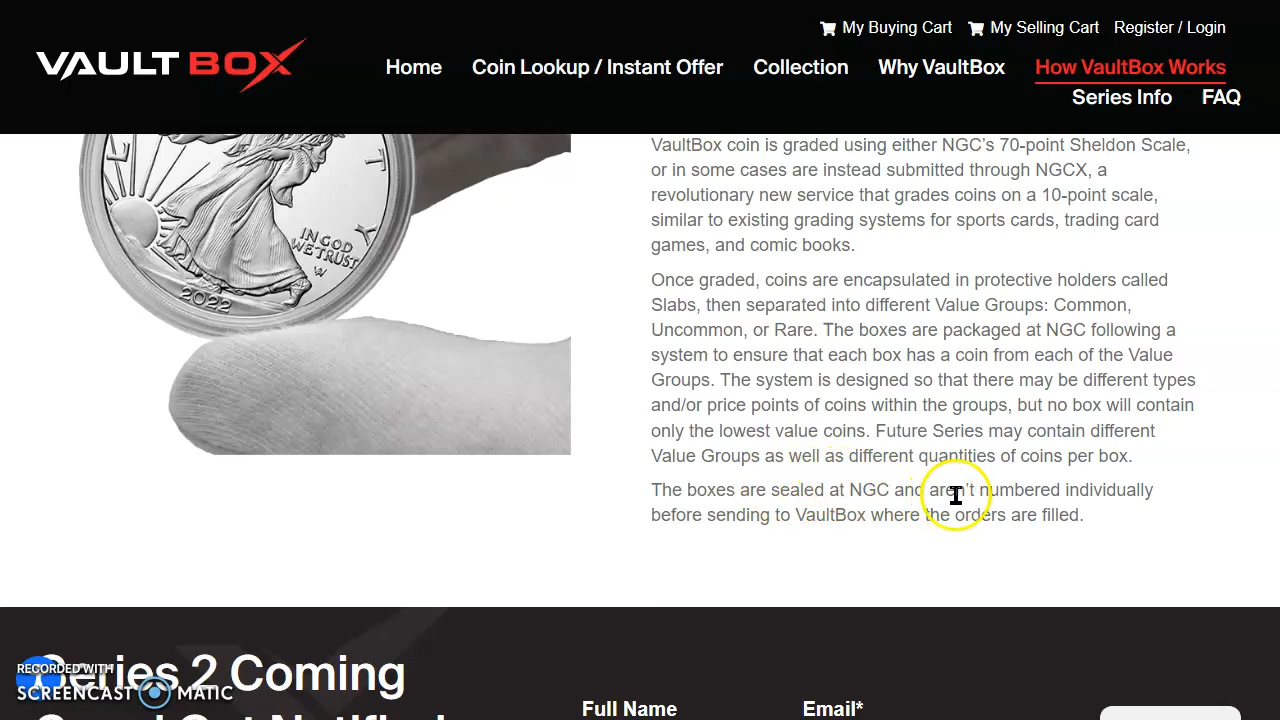 My Buying Cart My Selling Cart Register / Login
VAULT BOX
Home Coin Lookup / Instant Offer Collection Why VaultBox How VaultBox Works
Series Info FAQ
L
T
Y
IN GOD
WE TRUST
W
2022
VaultBox coin is graded using either NGC’s 70-point Sheldon Scale,
or in some cases are instead submitted through NGCX, a
revolutionary new service that grades coins on a 10-point scale,
similar to existing grading systems for sports cards, trading card
games, and comic books.
Once graded, coins are encapsulated in protective holders called
Slabs, then separated into different Value Groups: Common,
Uncommon, or Rare. The boxes are packaged at NGC following a
system to ensure that each box has a coin from each of the Value
Groups. The system is designed so that there may be different types
and/or price points of coins within the groups, but no box will contain
only the lowest value coins. Future Series may contain different
Value Groups as well as different quantities of coins per box.
The boxes are sealed at NGC and aren’t numbered individually
before sending to VaultBox where the orders are filled.
Series 2 Coming
RECORDED WITH
SCREENCAST MATIC
Full Name Email*